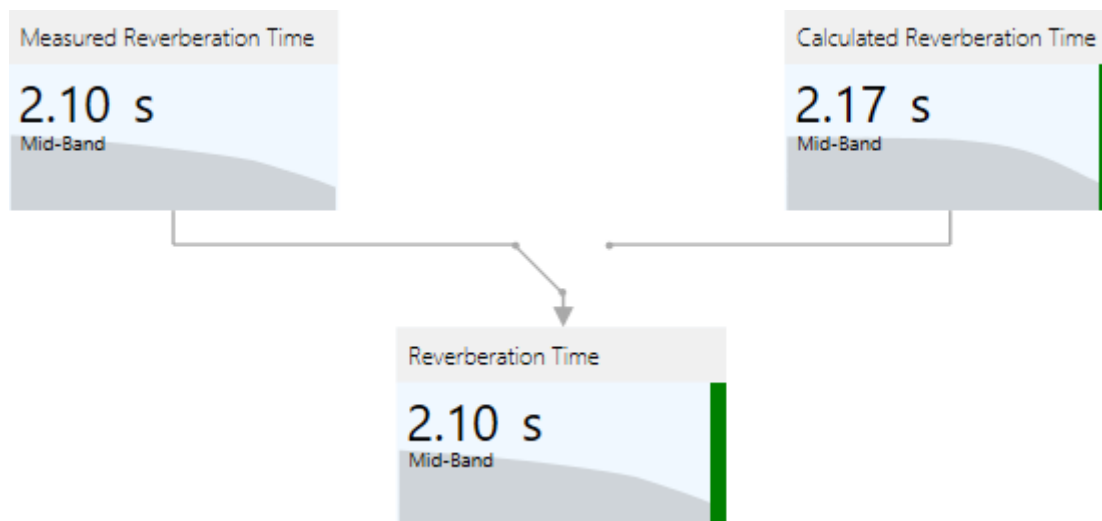 Measured Reverberation Time
2.10 s
Mid-Band
Calculated Reverberation Time
2.17 s
Mid-Band
Reverberation Time
2.10 s
Mid-Band